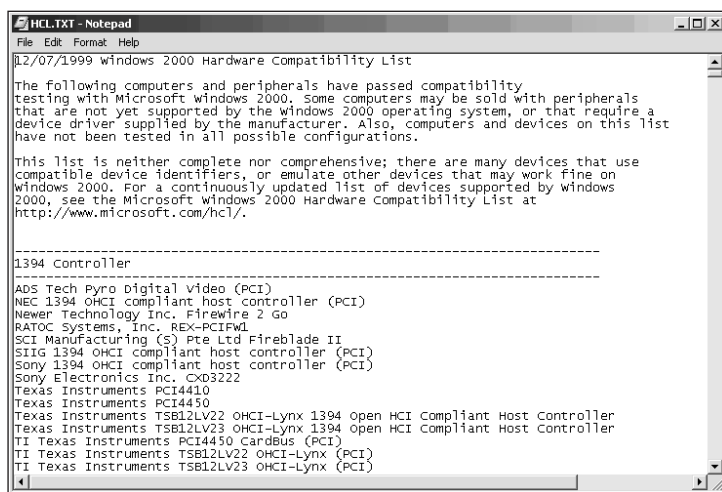 HCL.TXT - Notepad
File Edit Format Help
12/07/1999 Windows 2000 Hardware Compatibility List
The following computers and peripherals have passed compatibility
testing with Microsoft Windows 2000. Some computers may be sold with peripherals
that are not yet supported by the Windows 2000 operating system, or that require a
device driver supplied by the manufacturer. Also, computers and devices on this list
have not been tested in all possible configurations.
This list is neither complete nor comprehensive; there are many devices that use
compatible device identifiers, or emulate other devices that may work fine on
Windows 2000. For a continuously updated list of devices supported by Windows
2000, see the Microsoft Windows 2000 Hardware Compatibility List at
http://www.microsoft.com/hcl/.
--------------------------------------------------------------------------
1394 Controller
--------------------------------------------------------------------------
ADS Tech Pyro Digital Video (PCI)
NEC 1394 OHCI compliant host controller (PCI)
Newer Technology Inc. FireWire 2 Go
RATOC Systems, Inc. REX-PCIFW1
SCI Manufacturing (S) Pte Ltd Fireblade II
SIIG 1394 OHCI compliant host controller (PCI)
Sony 1394 OHCI compliant host controller (PCI)
Sony Electronics Inc. CXD3222
Texas Instruments PCI4410
Texas Instruments PCI4450
Texas Instruments TSB12LV22 OHCI-Lynx 1394 Open HCI Compliant Host Controller
Texas Instruments TSB12LV23 OHCI-Lynx 1394 Open HCI Compliant Host Controller
TI Texas Instruments PCI4450 CardBus (PCI)
TI Texas Instruments TSB12LV22 OHCI-Lynx (PCI)
TI Texas Instruments TSB12LV23 OHCI-Lynx (PCI)